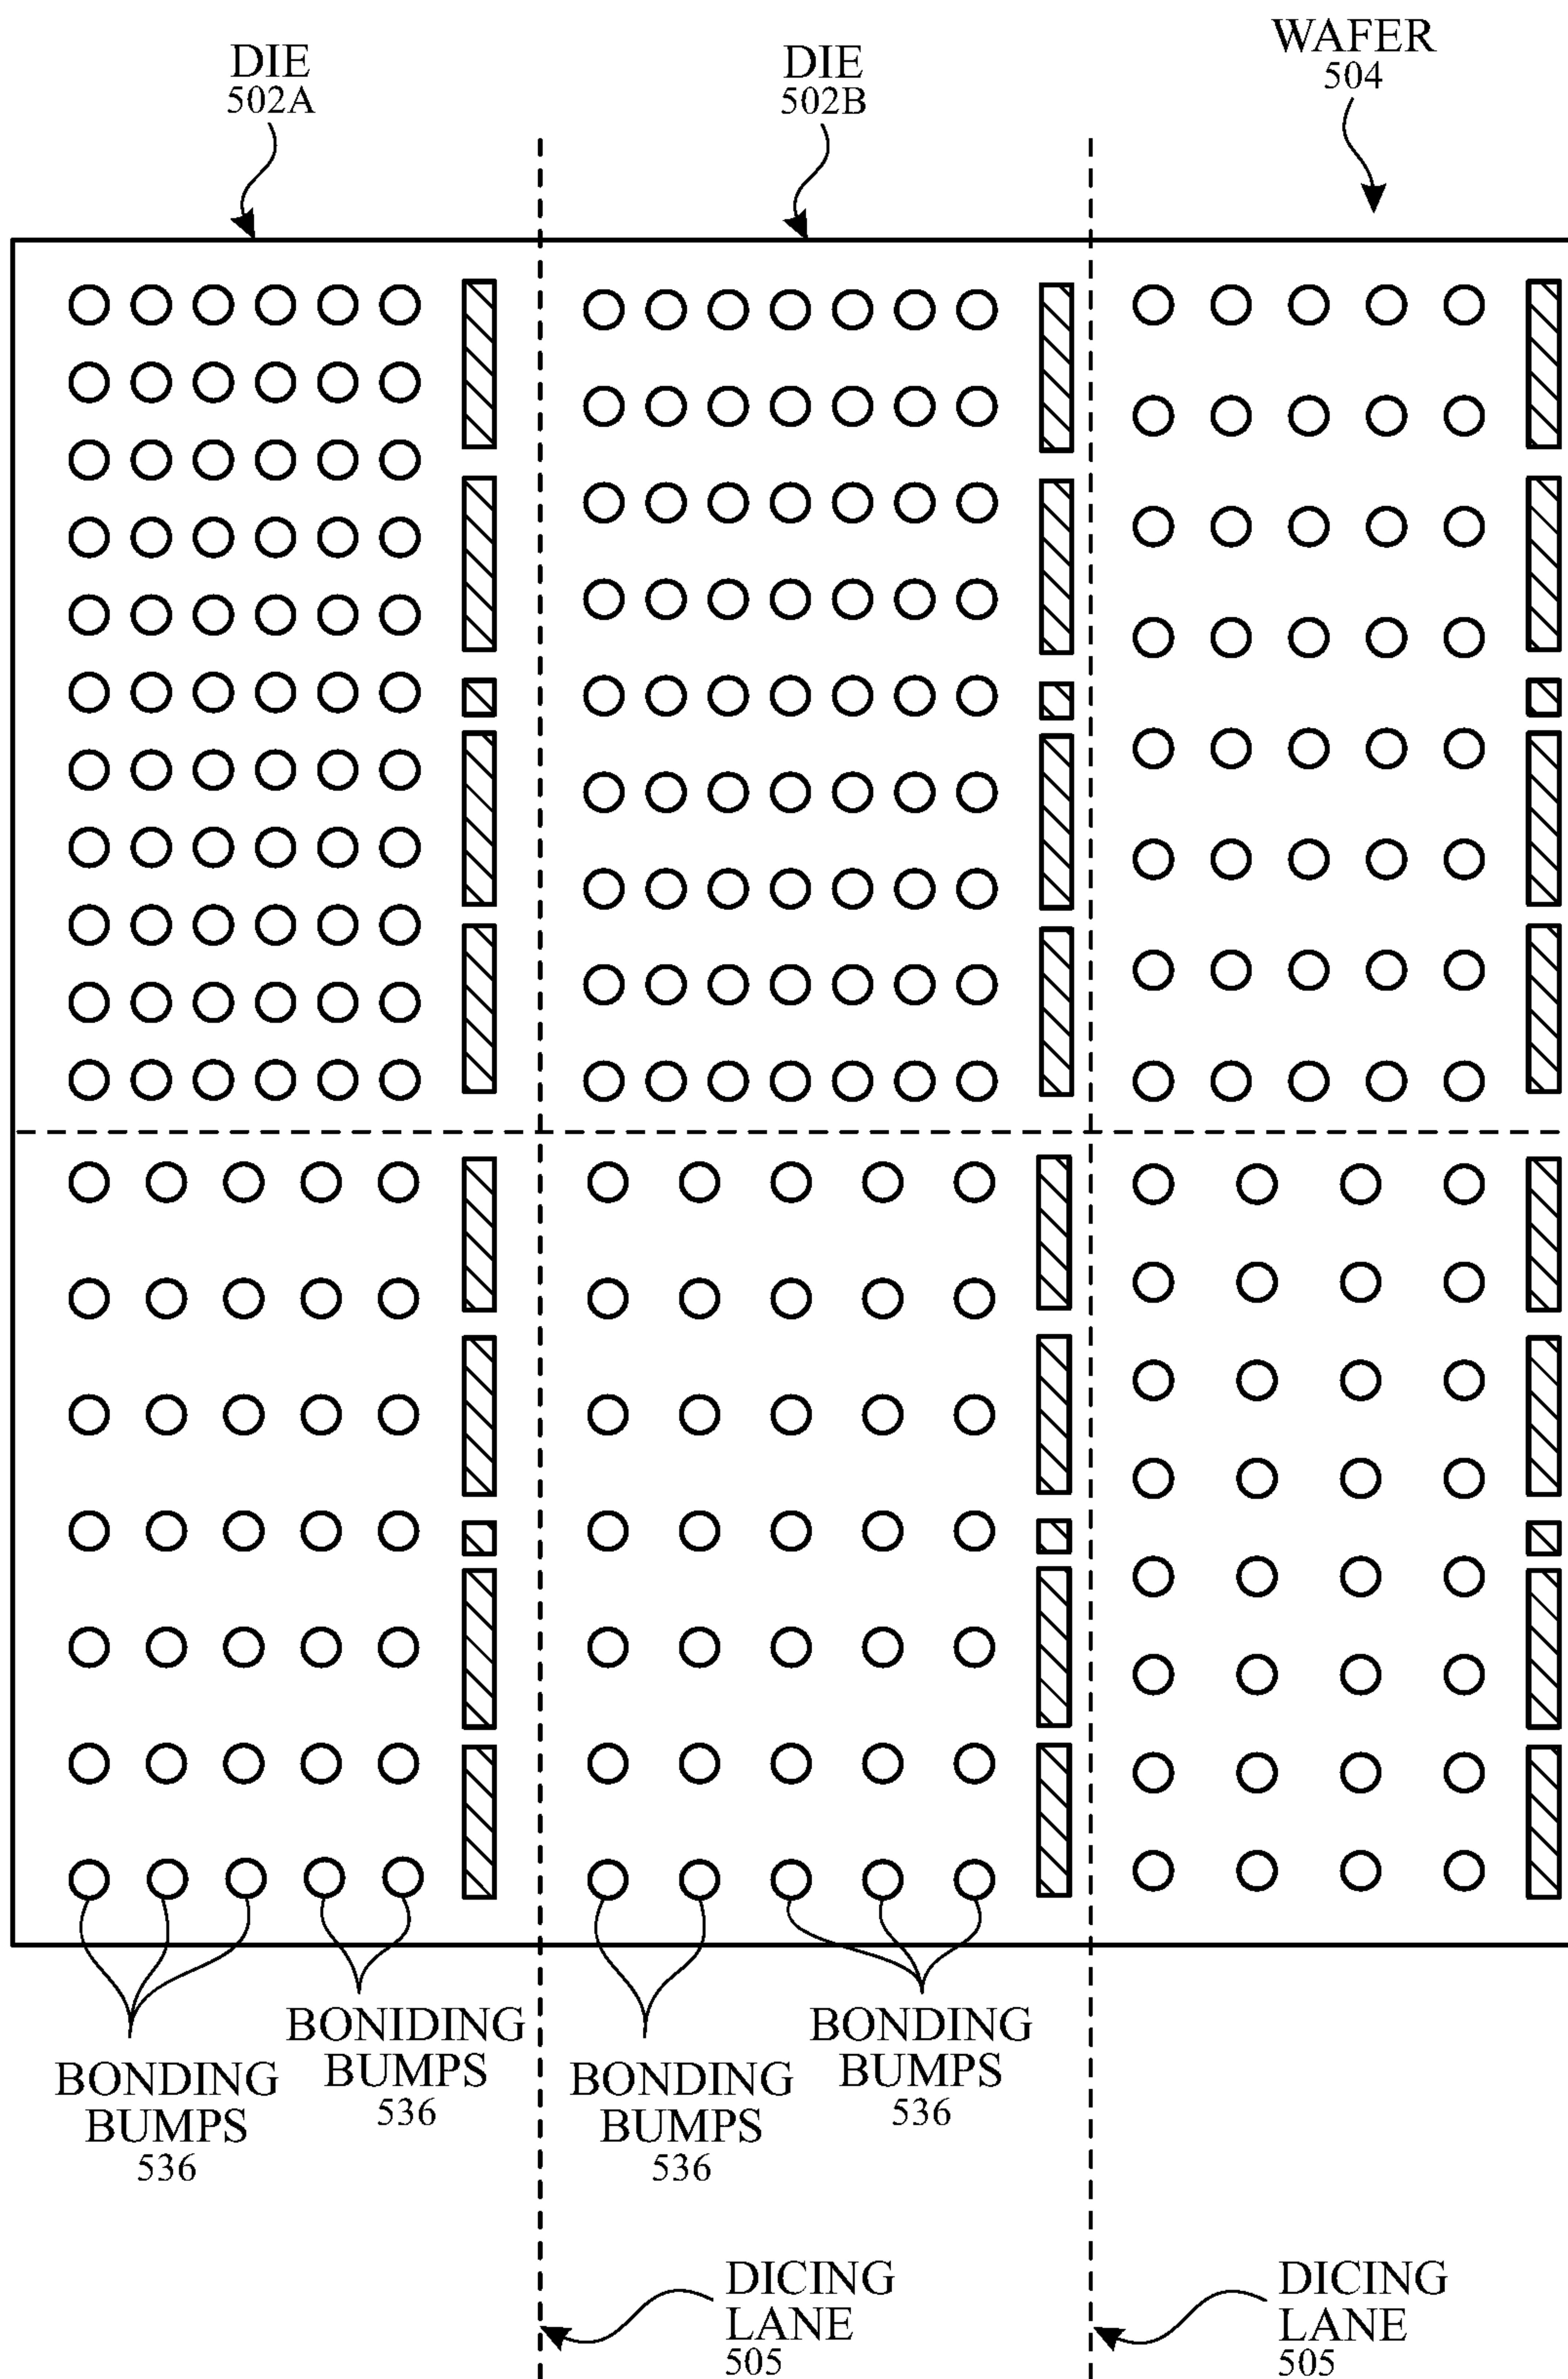 DIE
502A
DIE
502B
WAFER
504
BONDING
BUMPS
536
BONIDING
BUMPS
536
BONDING
BUMPS
536
BONDING
BUMPS
536
DICING
LANE
505
DICING
LANE
505